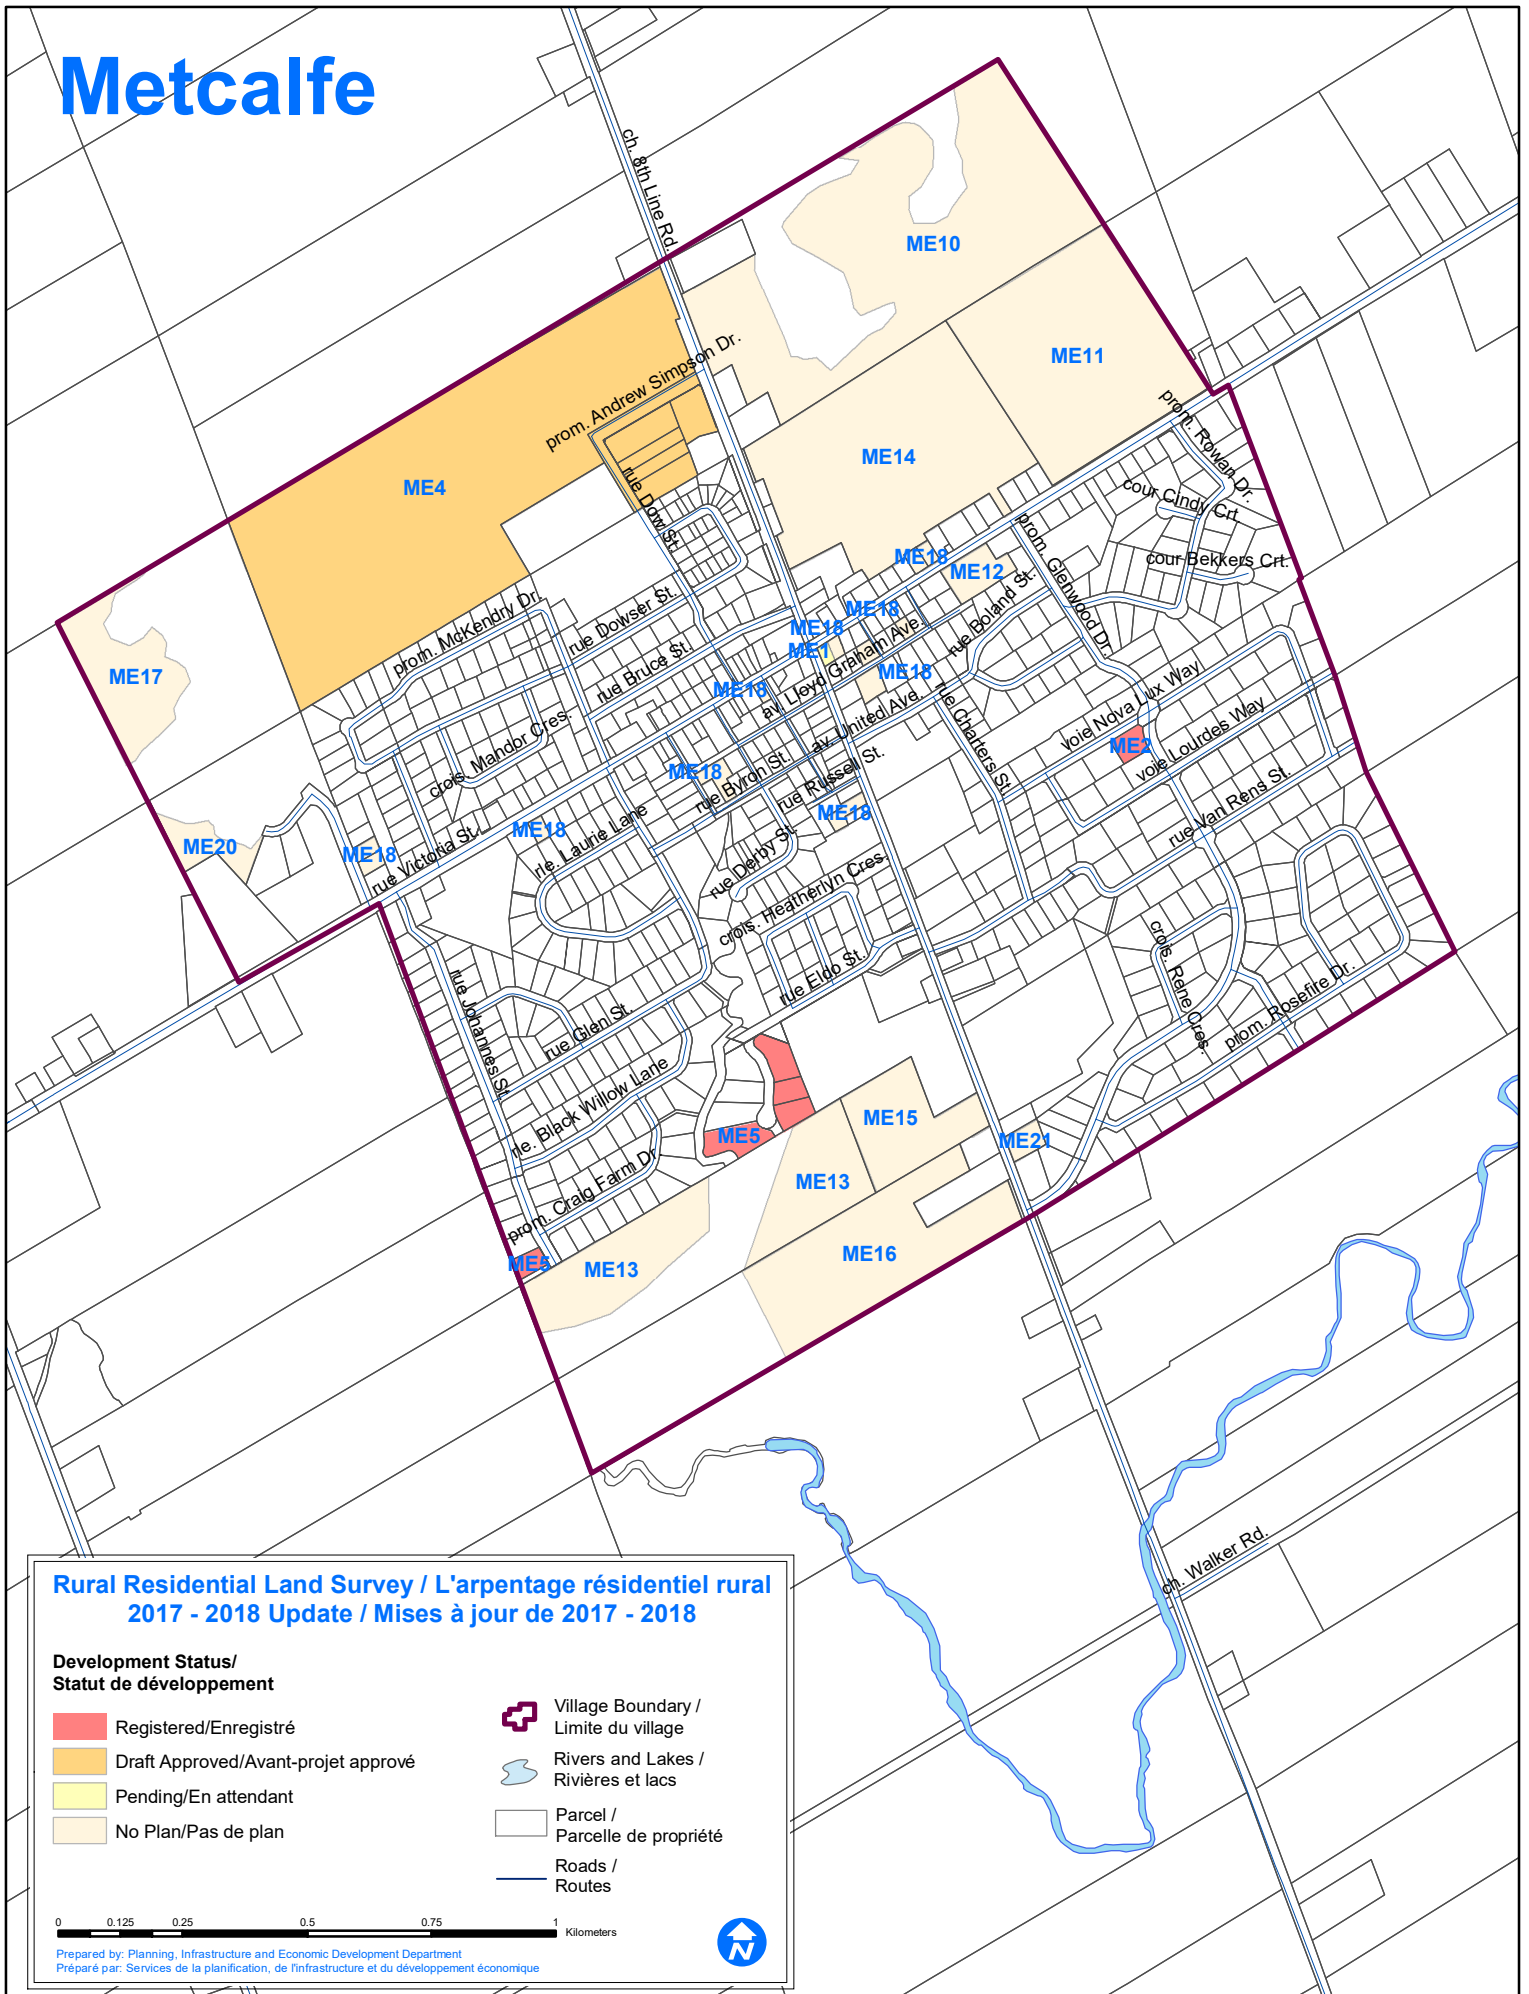 Metcalfe
ch. 8th Line Rd.
ME10
ME11
prom. Andrew Simpson Dr.
prom. Rowan Dr.
ME14
ME4
rue Dow St.
cour Cindy Crt.
prom. Glenwood Dr.
ME18
cour Bekkers Crt.
ME12
prom. McKendry Dr.
rue Dowser St.
ME18
rue Boland St.
ME18
ME1
av. Lloyd Graham Ave.
rue Bruce St.
ME17
ME18
ME18
rue Charters St.
voie Nova Lux Way
crois. Mandor Cres.
av. United Ave.
ME2
voie Lourdes Way
ME18
rue Byron St.
rue Russell St.
rue Van Rens St.
ME18
ME18
rle. Laurie Lane
ME20
ME18
rue Victoria St.
rue Derby St.
crois. Heatherlyn Cres.
rue Eldo St.
crois. Rene Cres.
prom. Rosefire Dr.
rue Johannes St.
rue Glen St.
rle. Black Willow Lane
ME15
ME5
ME21
prom. Craig Farm Dr.
ME13
ME16
ME5
ME13
ch. Walker Rd.
Rural Residential Land Survey / L'arpentage résidentiel rural
2017 - 2018 Update / Mises à jour de 2017 - 2018
Development Status/
Statut de développement
Registered/Enregistré
Draft Approved/Avant-projet apprové
Pending/En attendant
No Plan/Pas de plan
Village Boundary /
Limite du village
Rivers and Lakes /
Rivières et lacs
Parcel /
Parcelle de propriété
Roads /
Routes
0 0.125 0.25 0.5 0.75 1
Kilometers
Prepared by: Planning, Infrastructure and Economic Development Department
Préparé par: Services de la planification, de l'infrastructure et du développement économique
N